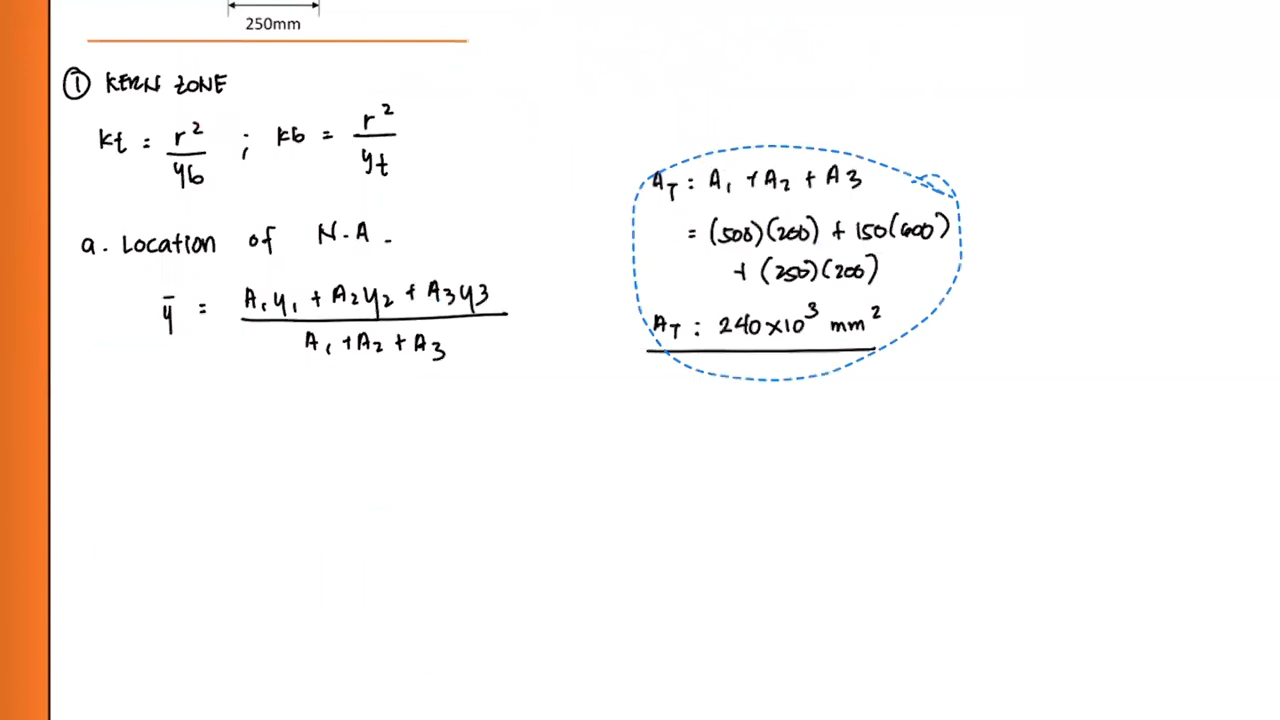 250mm
① KERN ZONE
kt = r²/yb ; kb = r²/yt
a. Location of N.A.
ȳ = (A₁y₁ + A₂y₂ + A₃y₃)/(A₁ + A₂ + A₃)
A_T : A₁ + A₂ + A₃
= (500)(200) + 150(600)
+ (250)(200)
A_T : 240×10³ mm²